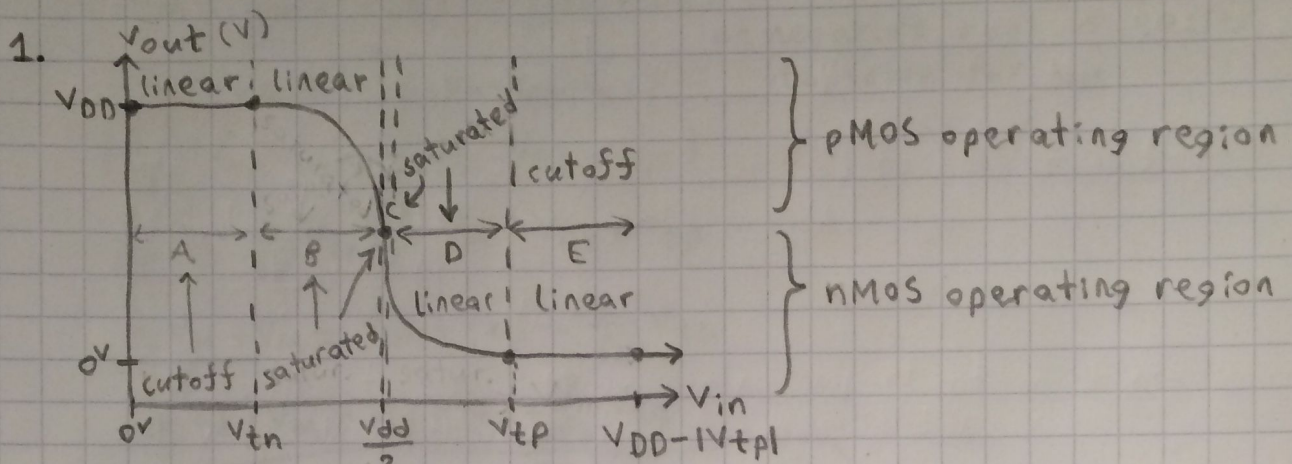 1.
Vout (V)
linear linear
VDD
saturated
cutoff
} pMOS operating region
C
A B D E
linear linear
} nMOS operating region
0V
cutoff saturated
Vin
0V Vtn Vdd/2 Vtp VDD-|Vtp|